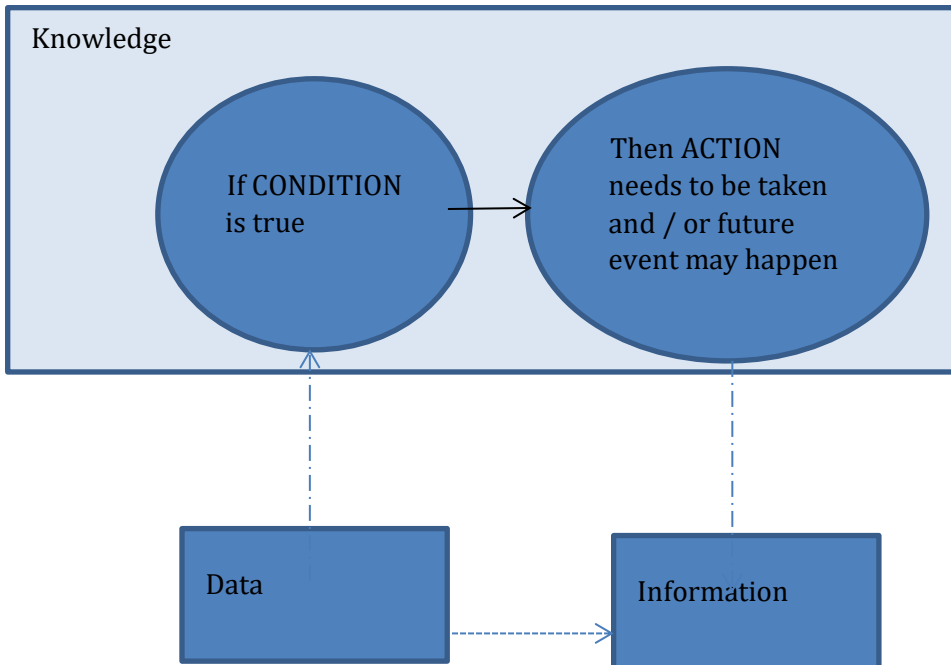 Knowledge
If CONDITION
is true
Then ACTION
needs to be taken
and / or future
event may happen
Data
Information